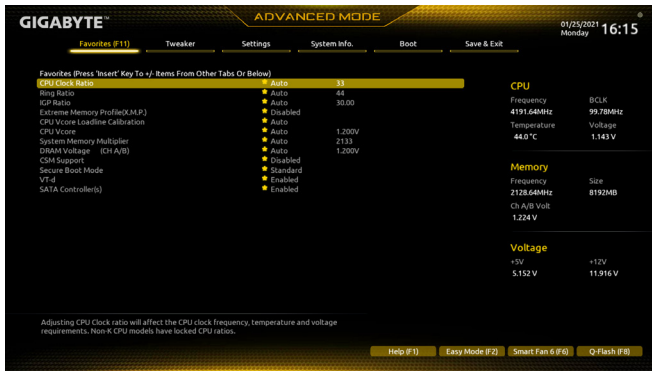 GIGABYTE™
ADVANCED MODE
01/25/2021
Monday
16:15
Favorites (F11) Tweaker Settings System Info. Boot Save & Exit
Favorites (Press 'Insert' Key To +/- Items From Other Tabs Or Below)
CPU Clock Ratio Auto 33
Ring Ratio Auto 44
IGP Ratio Auto 30.00
Extreme Memory Profile(X.M.P.) Disabled
CPU Vcore Loadline Calibration Auto
CPU Vcore Auto 1.200V
System Memory Multiplier Auto 2133
DRAM Voltage (CH A/B) Auto 1.200V
CSM Support Disabled
Secure Boot Mode Standard
VT-d Enabled
SATA Controller(s) Enabled
CPU
Frequency BCLK
4191.64MHz 99.78MHz
Temperature Voltage
44.0°C 1.143 V
Memory
Frequency Size
2128.64MHz 8192MB
Ch A/B Volt
1.224 V
Voltage
+5V +12V
5.152 V 11.916 V
Adjusting CPU Clock ratio will affect the CPU clock frequency, temperature and voltage
requirements. Non-K CPU models have locked CPU ratios.
Help (F1) Easy Mode (F2) Smart Fan 6 (F6) Q-Flash (F8)